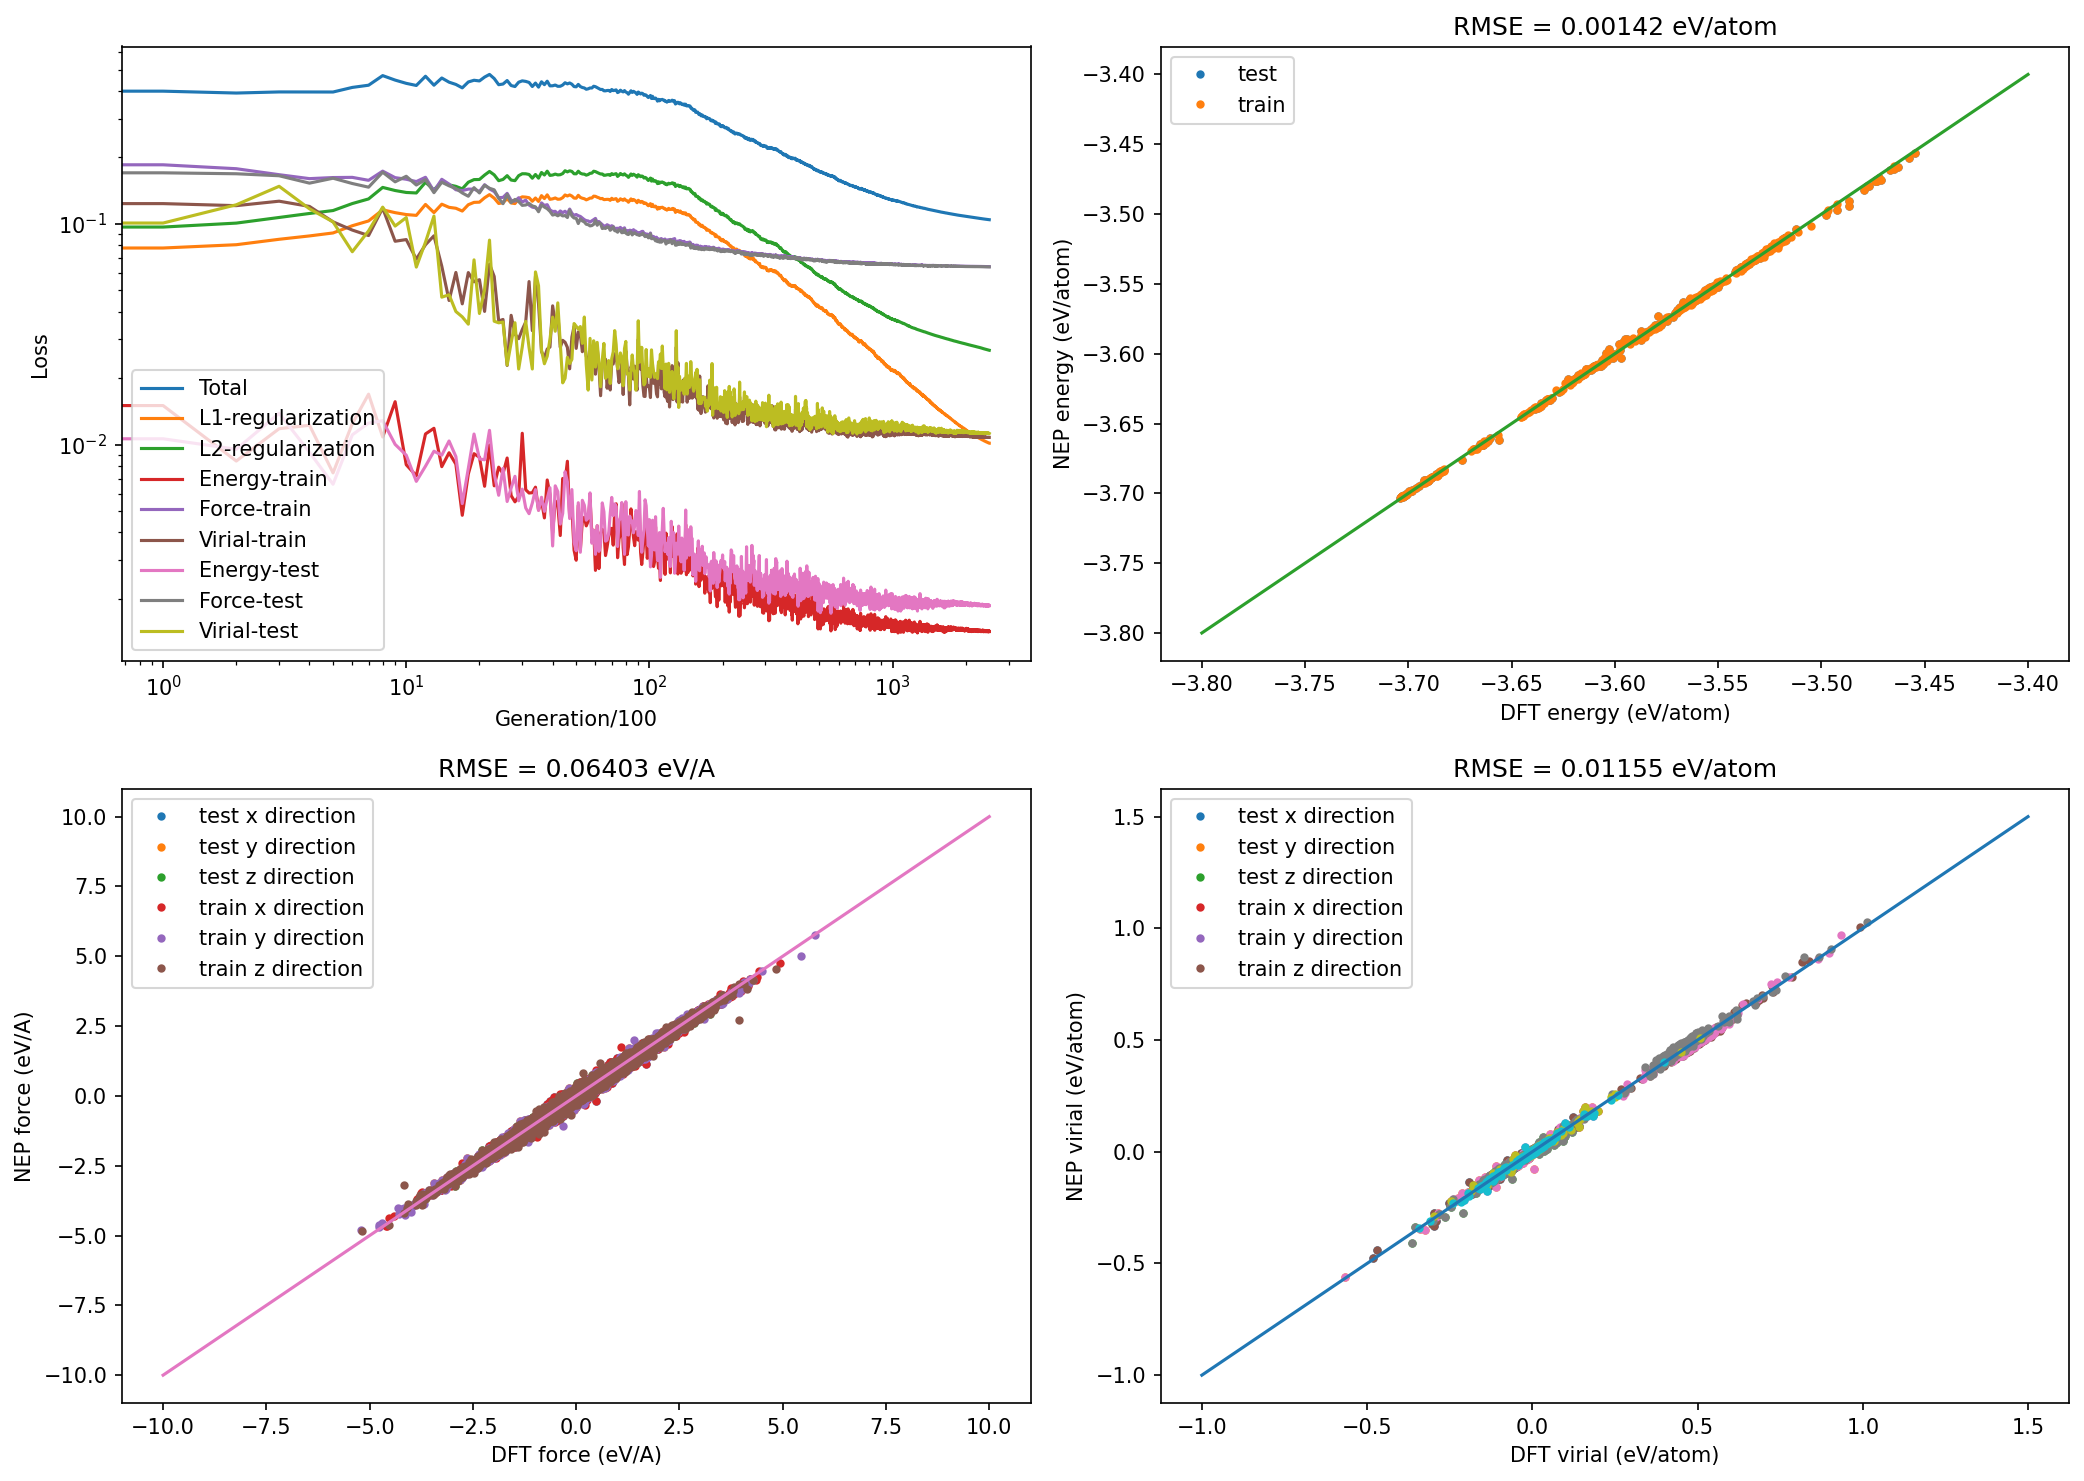 10⁻¹
10⁻²
Loss
Total
L1-regularization
L2-regularization
Energy-train
Force-train
Virial-train
Energy-test
Force-test
Virial-test
10⁰ 10¹ 10² 10³
Generation/100
RMSE = 0.00142 eV/atom
test
train
−3.40
−3.45
−3.50
−3.55
−3.60
−3.65
−3.70
−3.75
−3.80
NEP energy (eV/atom)
−3.80 −3.75 −3.70 −3.65 −3.60 −3.55 −3.50 −3.45 −3.40
DFT energy (eV/atom)
RMSE = 0.06403 eV/A
test x direction
test y direction
test z direction
train x direction
train y direction
train z direction
10.0
7.5
5.0
2.5
0.0
−2.5
−5.0
−7.5
−10.0
NEP force (eV/A)
−10.0 −7.5 −5.0 −2.5 0.0 2.5 5.0 7.5 10.0
DFT force (eV/A)
RMSE = 0.01155 eV/atom
test x direction
test y direction
test z direction
train x direction
train y direction
train z direction
1.5
1.0
0.5
0.0
−0.5
−1.0
NEP virial (eV/atom)
−1.0 −0.5 0.0 0.5 1.0 1.5
DFT virial (eV/atom)